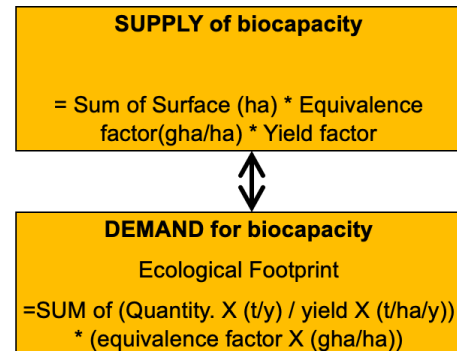 SUPPLY of biocapacity
= Sum of Surface (ha) * Equivalence
factor(gha/ha) * Yield factor
DEMAND for biocapacity
Ecological Footprint
=SUM of (Quantity. X (t/y) / yield X (t/ha/y))
* (equivalence factor X (gha/ha))